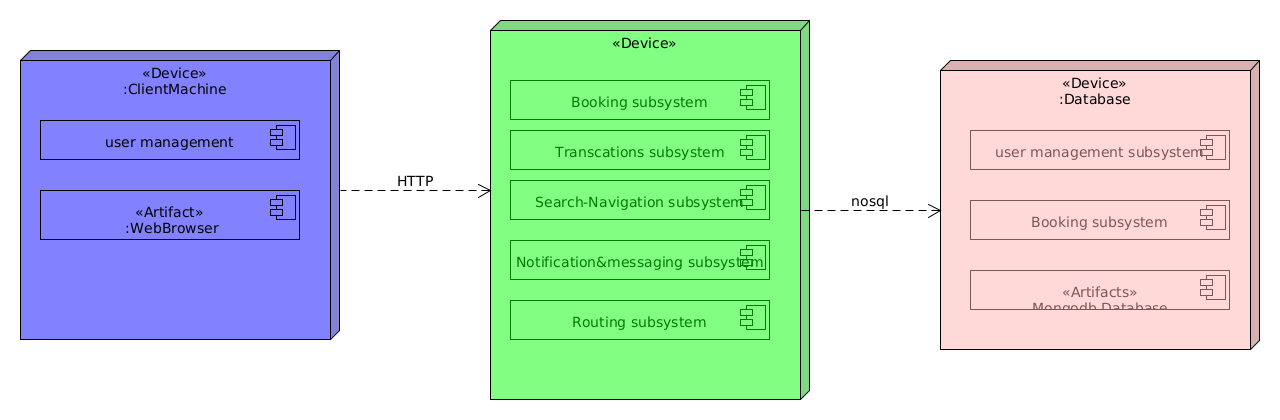 «Device»
:ClientMachine
user management
«Artifact»
:WebBrowser
HTTP
«Device»
Booking subsystem
Transcations subsystem
Search-Navigation subsystem
Notification&messaging subsystem
Routing subsystem
nosql
«Device»
:Database
user management subsystem
Booking subsystem
«Artifacts»
Mongodb Database